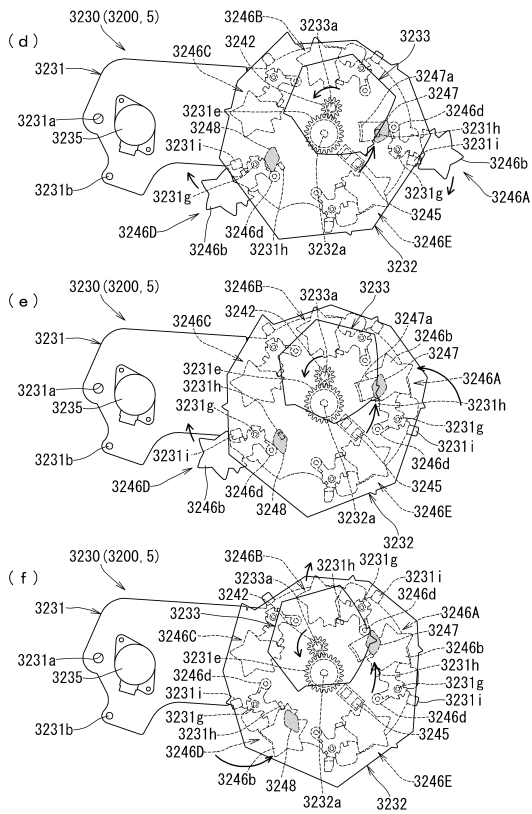 (d)
3230 (3200, 5)
3246B
3233a
3233
3246C
3242
3231
3247a
3247
3231e
3246d
3248
3231h
3231a
3231i
3231i
3235
3246b
3231b
3231g
3231g
3246A
3246D
3246d
3245
3246b
3231h
3246E
3232a
3232
(e)
3230 (3200, 5)
3246B
3233a
3233
3242
3246C
3247a
3231
3246b
3231e
3247
3231h
3246A
3231a
3235
3231g
3231h
3231g
3231b
3231i
3231i
3246D
3246d
3246d
3246b
3245
3248
3246E
3232a
3232
(f)
3230 (3200, 5)
3246B
3231h
3231g
3233a
3231i
3242
3246d
3231
3233
3246A
3246C
3247
3231a
3231e
3246b
3235
3246d
3231h
3231i
3231g
3231b
3231g
3231i
3231h
3246d
3246D
3245
3246b
3248
3246E
3232a
3232